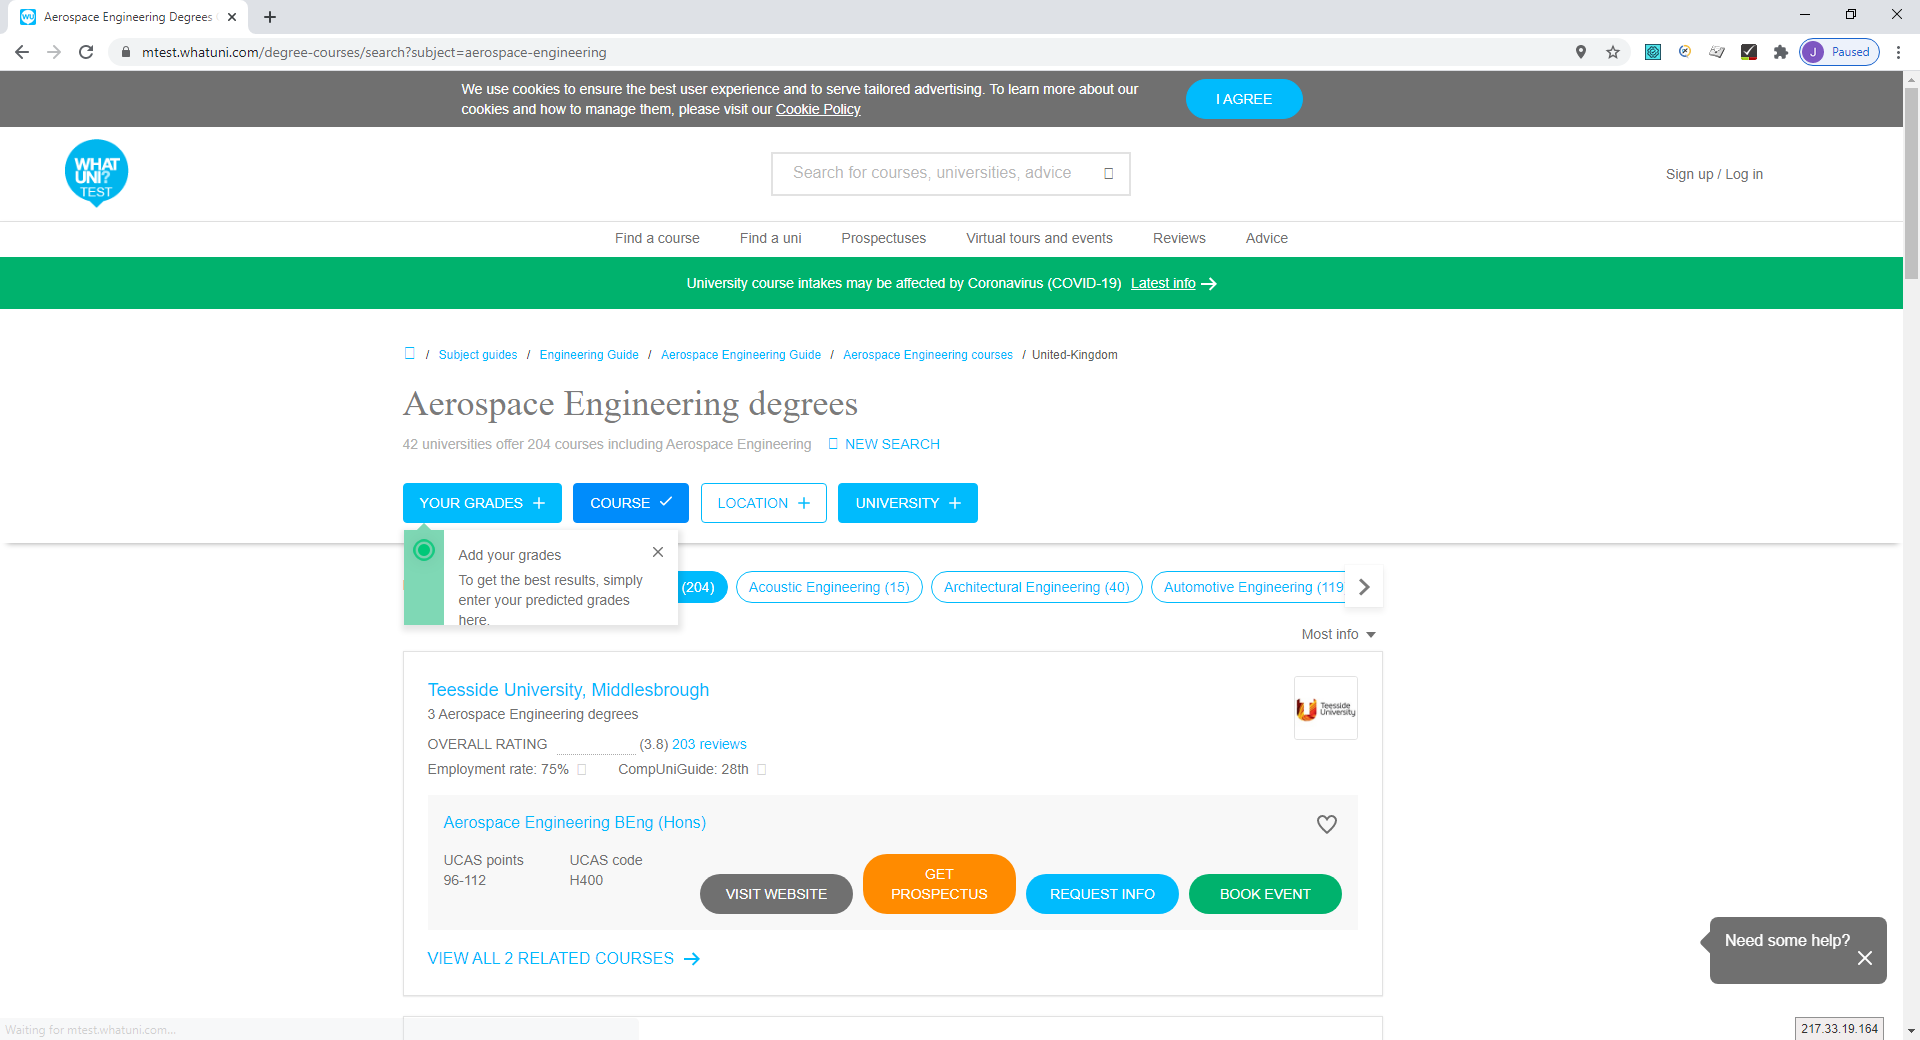 Aerospace Engineering Degrees
mtest.whatuni.com/degree-courses/search?subject=aerospace-engineering
J Paused
We use cookies to ensure the best user experience and to serve tailored advertising. To learn more about our
cookies and how to manage them, please visit our Cookie Policy
I AGREE
WHAT
UNI?
TEST
Search for courses, universities, advice
Sign up / Log in
Find a course Find a uni Prospectuses Virtual tours and events Reviews Advice
University course intakes may be affected by Coronavirus (COVID-19) Latest info
/ Subject guides / Engineering Guide / Aerospace Engineering Guide / Aerospace Engineering courses / United-Kingdom
Aerospace Engineering degrees
42 universities offer 204 courses including Aerospace Engineering NEW SEARCH
YOUR GRADES COURSE LOCATION UNIVERSITY
Add your grades
To get the best results, simply
enter your predicted grades
here.
(204) Acoustic Engineering (15) Architectural Engineering (40) Automotive Engineering (119
Most info
Teesside University, Middlesbrough
3 Aerospace Engineering degrees
Teesside
University
OVERALL RATING (3.8) 203 reviews
Employment rate: 75% CompUniGuide: 28th
Aerospace Engineering BEng (Hons)
UCAS points UCAS code
96-112 H400
VISIT WEBSITE
GET
PROSPECTUS
REQUEST INFO
BOOK EVENT
VIEW ALL 2 RELATED COURSES
Need some help?
Waiting for mtest.whatuni.com...
217.33.19.164